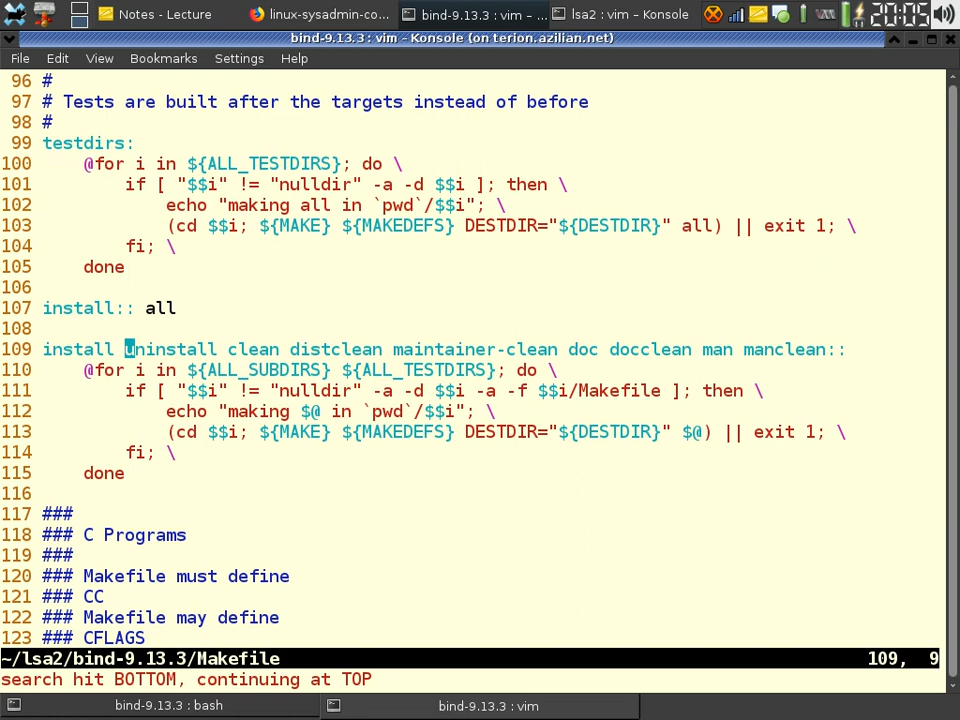 Notes - Lecture
linux-sysadmin-co...
bind-9.13.3 : vim – ...
lsa2 : vim – Konsole
20:05
bind-9.13.3 : vim – Konsole (on terion.azilian.net)
File Edit View Bookmarks Settings Help
96 #
97 # Tests are built after the targets instead of before
98 #
99 testdirs:
100     @for i in ${ALL_TESTDIRS}; do \
101         if [ "$$i" != "nulldir" -a -d $$i ]; then \
102             echo "making all in `pwd`/$$i"; \
103             (cd $$i; ${MAKE} ${MAKEDEFS} DESTDIR="${DESTDIR}" all) || exit 1; \
104         fi; \
105     done
106
107 install:: all
108
109 install uninstall clean distclean maintainer-clean doc docclean man manclean::
110     @for i in ${ALL_SUBDIRS} ${ALL_TESTDIRS}; do \
111         if [ "$$i" != "nulldir" -a -d $$i -a -f $$i/Makefile ]; then \
112             echo "making $@ in `pwd`/$$i"; \
113             (cd $$i; ${MAKE} ${MAKEDEFS} DESTDIR="${DESTDIR}" $@) || exit 1; \
114         fi; \
115     done
116
117 ###
118 ### C Programs
119 ###
120 ### Makefile must define
121 ### CC
122 ### Makefile may define
123 ### CFLAGS
~/lsa2/bind-9.13.3/Makefile 109, 9
search hit BOTTOM, continuing at TOP
bind-9.13.3 : bash
bind-9.13.3 : vim